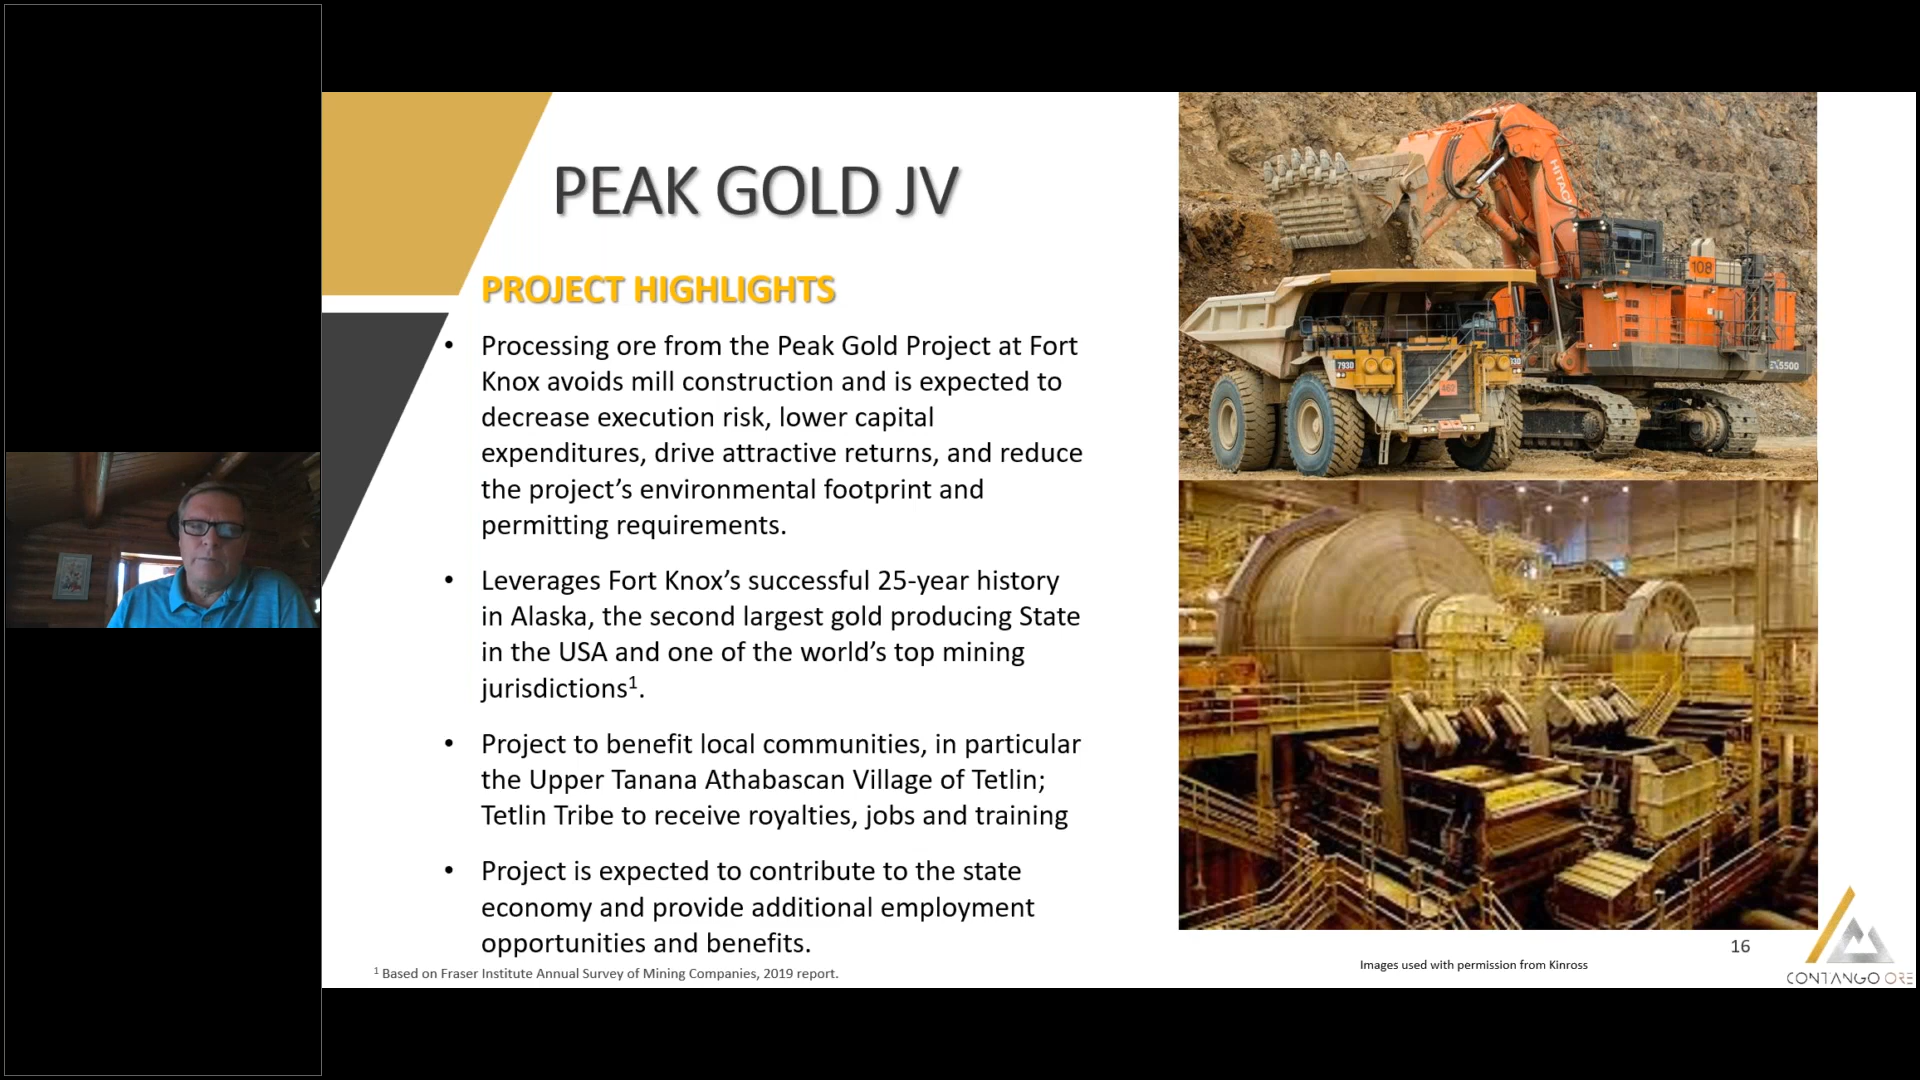 PEAK GOLD JV
PROJECT HIGHLIGHTS
• Processing ore from the Peak Gold Project at Fort
Knox avoids mill construction and is expected to
decrease execution risk, lower capital
expenditures, drive attractive returns, and reduce
the project’s environmental footprint and
permitting requirements.
• Leverages Fort Knox’s successful 25-year history
in Alaska, the second largest gold producing State
in the USA and one of the world’s top mining
jurisdictions¹.
• Project to benefit local communities, in particular
the Upper Tanana Athabascan Village of Tetlin;
Tetlin Tribe to receive royalties, jobs and training
• Project is expected to contribute to the state
economy and provide additional employment
opportunities and benefits.
¹ Based on Fraser Institute Annual Survey of Mining Companies, 2019 report.
HITACHI
108
793D
A62
Images used with permission from Kinross
16
CONTANGO ORE